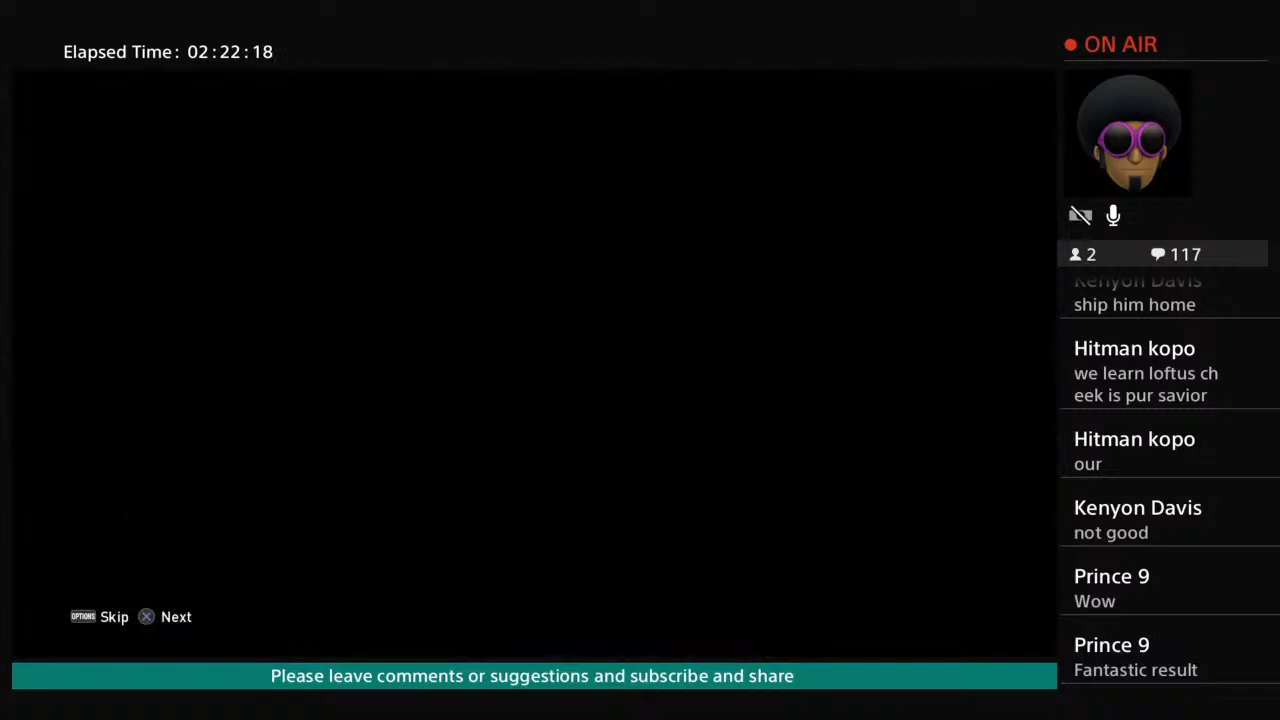 Elapsed Time: 02:22:18
ON AIR
2 117
Kenyon Davis
ship him home
Hitman kopo
we learn loftus ch
eek is pur savior
Hitman kopo
our
Kenyon Davis
not good
Prince 9
Wow
Prince 9
Fantastic result
OPTIONS Skip Next
Please leave comments or suggestions and subscribe and share